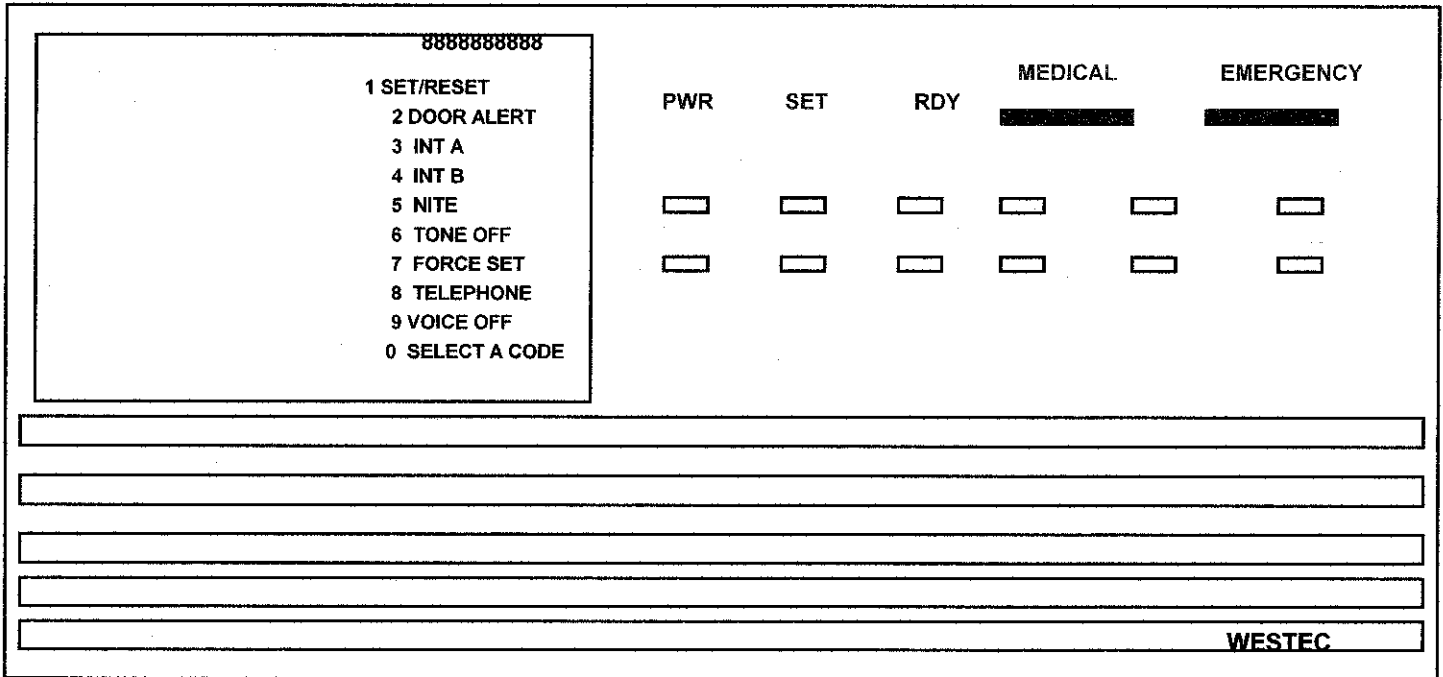 8888888888
1 SET/RESET
2 DOOR ALERT
3 INT A
4 INT B
5 NITE
6 TONE OFF
7 FORCE SET
8 TELEPHONE
9 VOICE OFF
0 SELECT A CODE
PWR SET RDY MEDICAL EMERGENCY
WESTEC